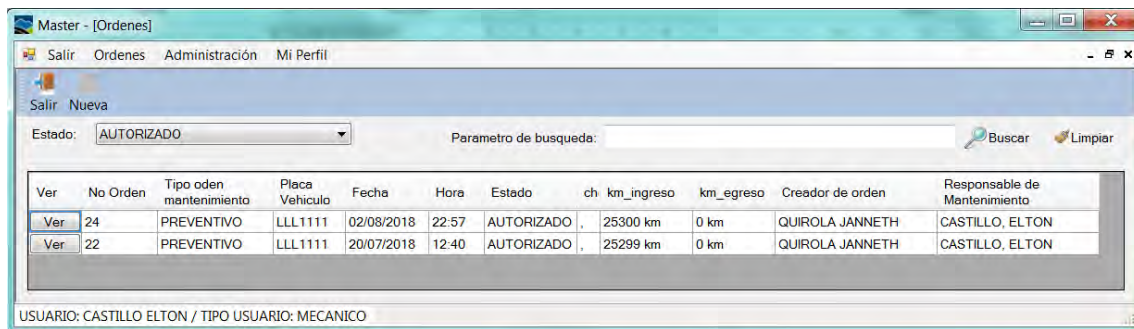 Master - [Ordenes]
Salir Ordenes Administración Mi Perfil
Salir Nueva
Estado: AUTORIZADO Parametro de busqueda: Buscar Limpiar
Ver No Orden Tipo oden mantenimiento Placa Vehiculo Fecha Hora Estado ch km_ingreso km_egreso Creador de orden Responsable de Mantenimiento
Ver 24 PREVENTIVO LLL1111 02/08/2018 22:57 AUTORIZADO , 25300 km 0 km QUIROLA JANNETH CASTILLO, ELTON
Ver 22 PREVENTIVO LLL1111 20/07/2018 12:40 AUTORIZADO , 25299 km 0 km QUIROLA JANNETH CASTILLO, ELTON
USUARIO: CASTILLO ELTON / TIPO USUARIO: MECANICO